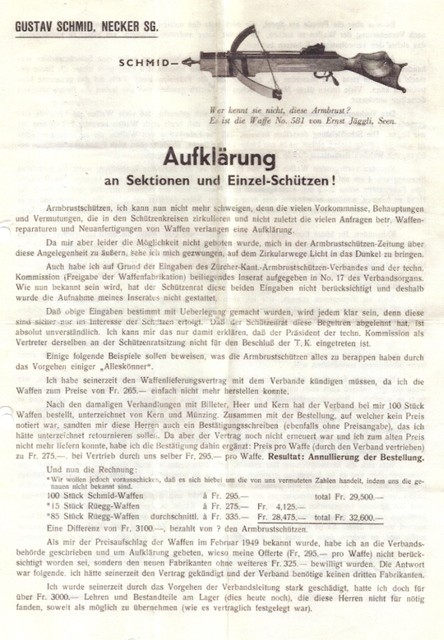 GUSTAV SCHMID, NECKER SG.
SCHMID
Wer kennt sie nicht, diese Armbrust?
Es ist die Waffe No. 581 von Ernst Jäggli, Seen.
Aufklärung
an Sektionen und Einzel-Schützen!
Armbrustschützen, ich kann nun nicht mehr schweigen, denn die vielen Vorkommnisse, Behauptungen
und Vermutungen, die in den Schützenkreisen zirkulieren und nicht zuletzt die vielen Anfragen betr. Waffen-
reparaturen und Neuanfertigungen von Waffen verlangen eine Aufklärung.
Da mir aber leider die Möglichkeit nicht geboten wurde, mich in der Armbrustschützen-Zeitung über
diese Angelegenheit zu äußern, sehe ich mich gezwungen, auf dem Zirkularwege Licht in das Dunkel zu bringen.
Auch habe ich auf Grund der Eingaben des Zürcher-Kant.-Armbrustschützen-Verbandes und der techn.
Kommission (Freigabe der Waffenfabrikation) beiliegendes Inserat aufgegeben in No. 17 des Verbandsorgans.
Wie nun bekannt sein wird, hat der Schützenrat diese beiden Eingaben nicht berücksichtigt und deshalb
wurde die Aufnahme meines Inserates nicht gestattet.
Daß obige Eingaben bestimmt mit Ueberlegung gemacht wurden, wird jedem klar sein, denn diese
sind sicher nur im Interesse der Schützen erfolgt. Daß der Schützenrat diese Begehren abgelehnt hat, ist
absolut unverständlich. Ich kann mir das nur damit erklären, daß der Präsident der techn. Kommission als
Vertreter derselben an der Schützenratsitzung nicht für den Beschluß der T. K. eingetreten ist.
Einige folgende Beispiele sollen beweisen, was die Armbrustschützen alles zu berappen haben durch
das Vorgehen einiger „Alleskönner".
Ich habe seinerzeit den Waffenlieferungsvertrag mit dem Verbande kündigen müssen, da ich die
Waffen zum Preise von Fr. 265.— einfach nicht mehr herstellen konnte.
Nach den damaligen Verhandlungen mit Billeter, Heer und Kern hat der Verband bei mir 100 Stück
Waffen bestellt, unterzeichnet von Kern und Münzing. Zusammen mit der Bestellung, auf welcher kein Preis
notiert war, sandten mir diese Herren auch ein Bestätigungsschreiben (ebenfalls ohne Preisangabe), das ich
hätte unterzeichnet retournieren sollen. Da aber der Vertrag noch nicht erneuert war und ich zum alten Preis
nicht mehr liefern konnte, habe ich die Bestätigung dahin ergänzt: Preis pro Waffe (durch den Verband vertrieben)
zu Fr. 275.—, bei Vertrieb durch uns selber Fr. 295.— pro Waffe. Resultat: Annullierung der Bestellung.
Und nun die Rechnung:
*Wir wollen jedoch vorausschicken, daß es sich hiebei um die von uns vermuteten Zahlen handelt, indem uns die ge-
nauen nicht bekannt sind.
100 Stück Schmid-Waffen à Fr. 295.— total Fr. 29,500.—
*15 Stück Rüegg-Waffen à Fr. 275.— Fr. 4,125.—
*85 Stück Rüegg-Waffen durchschnittl. à Fr. 335.— Fr. 28,475.— total Fr. 32,600.—
Eine Differenz von Fr. 3100.—, bezahlt von ? den Armbrustschützen.
Als mir der Preisaufschlag der Waffen im Februar 1949 bekannt wurde, habe ich an die Verbands-
behörde geschrieben und um Aufklärung gebeten, wieso meine Offerte (Fr. 295.— pro Waffe) nicht berück-
sichtigt worden sei, sondern den neuen Fabrikanten ohne weiteres Fr. 325.— bewilligt wurden. Die Antwort
war folgende, ich hätte seinerzeit den Vertrag gekündigt und der Verband benötige keinen dritten Fabrikanten.
Ich wurde seinerzeit durch das Vorgehen der Verbandsleitung stark geschädigt, hatte ich doch für
über Fr. 3000.— Lehren und Bestandteile am Lager (dies heute noch), die diese Herren nicht für nötig
fanden, soweit als möglich zu übernehmen (wie es vertraglich festgelegt war).